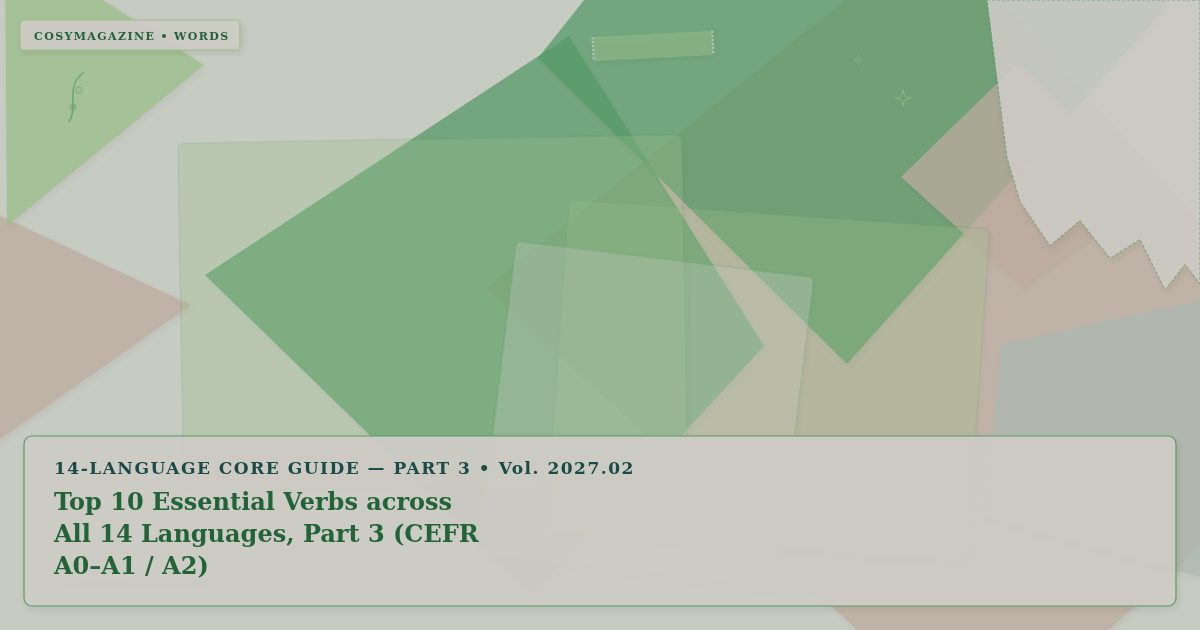 COSYMAGAZINE • WORDS
14-LANGUAGE CORE GUIDE — PART 3 • Vol. 2027.02
Top 10 Essential Verbs across
All 14 Languages, Part 3 (CEFR
A0–A1 / A2)